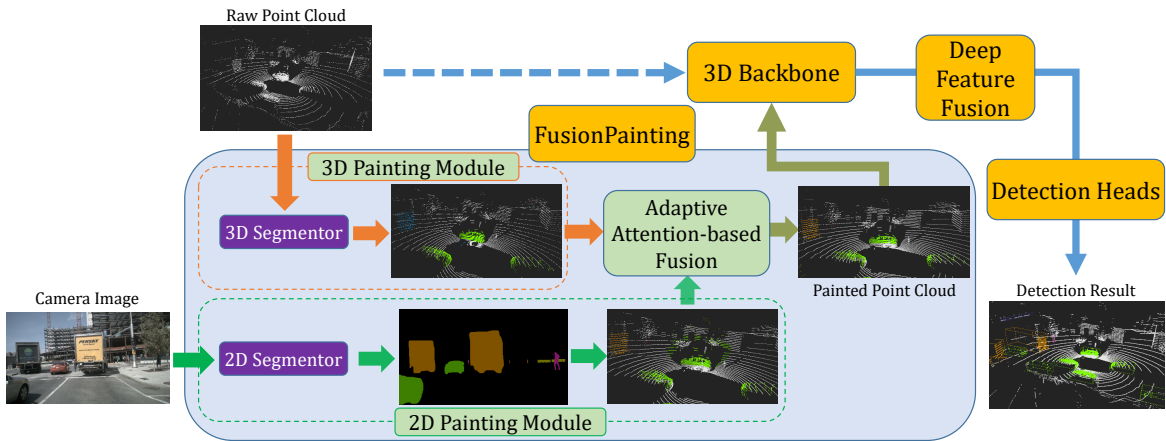 Raw Point Cloud
3D Backbone
Deep
Feature
Fusion
FusionPainting
3D Painting Module
Detection Heads
3D Segmentor
Adaptive
Attention-based
Fusion
Painted Point Cloud
Camera Image
Detection Result
PENSKE
2D Segmentor
2D Painting Module